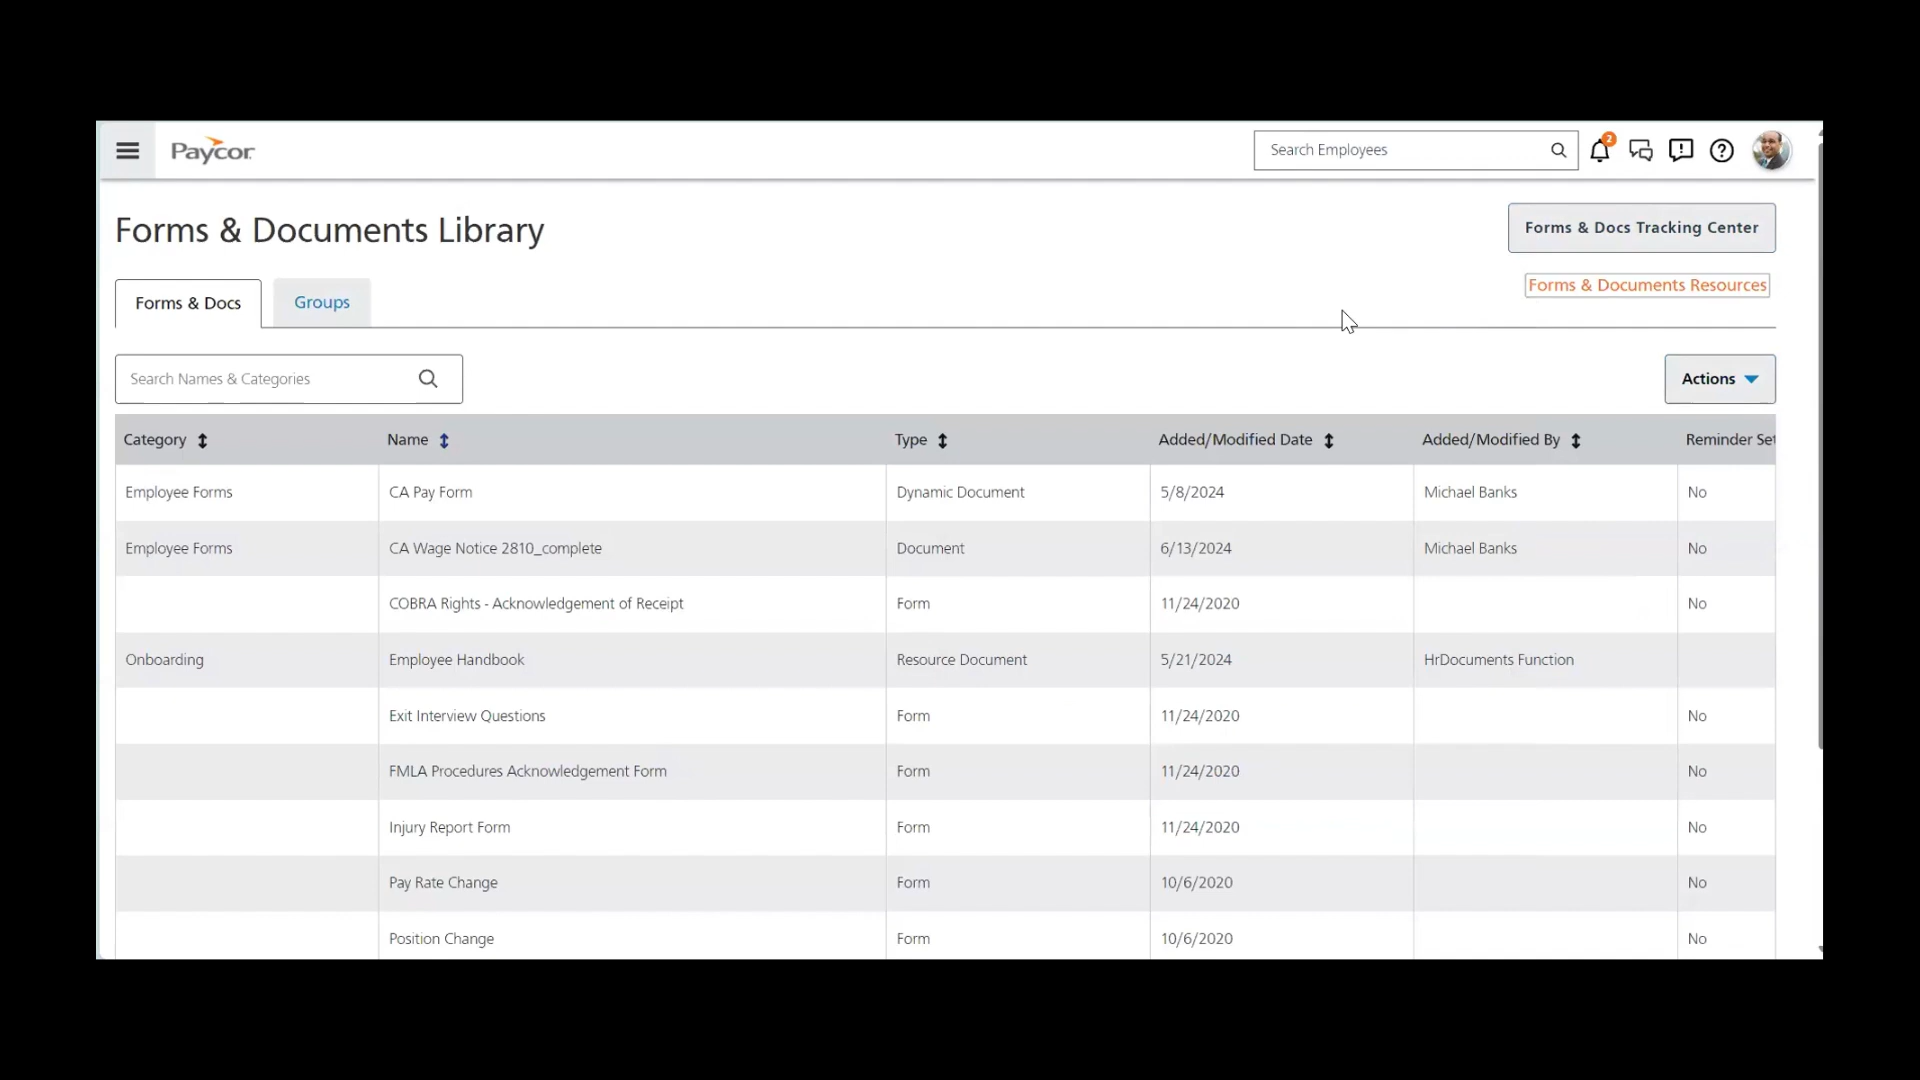 Paycor
Search Employees
2
Forms & Documents Library
Forms & Docs Tracking Center
Forms & Documents Resources
Forms & Docs
Groups
Search Names & Categories
Actions
Category Name Type Added/Modified Date Added/Modified By Reminder Set
Employee Forms CA Pay Form Dynamic Document 5/8/2024 Michael Banks No
Employee Forms CA Wage Notice 2810_complete Document 6/13/2024 Michael Banks No
COBRA Rights - Acknowledgement of Receipt Form 11/24/2020 No
Onboarding Employee Handbook Resource Document 5/21/2024 HrDocuments Function
Exit Interview Questions Form 11/24/2020 No
FMLA Procedures Acknowledgement Form Form 11/24/2020 No
Injury Report Form Form 11/24/2020 No
Pay Rate Change Form 10/6/2020 No
Position Change Form 10/6/2020 No